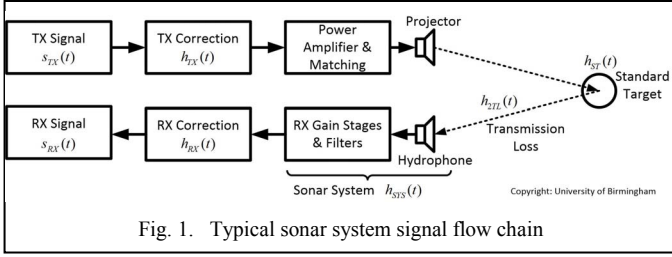 TX Signal
s_TX(t)
TX Correction
h_TX(t)
Power
Amplifier &
Matching
Projector
h_ST(t)
Standard
Target
h_2TL(t)
Transmission
Loss
RX Signal
s_RX(t)
RX Correction
h_RX(t)
RX Gain Stages
& Filters
Hydrophone
Sonar System h_SYS(t)
Copyright: University of Birmingham
Fig. 1. Typical sonar system signal flow chain